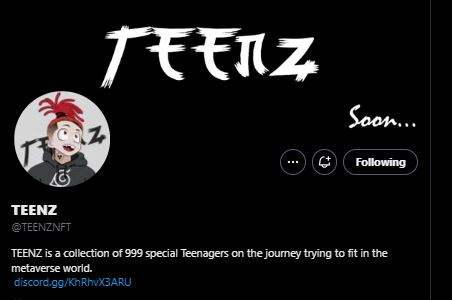 TEENZ
Soon...
TEENZ
Following
TEENZ
@TEENZNFT
TEENZ is a collection of 999 special Teenagers on the journey trying to fit in the
metaverse world.
discord.gg/KhRhvX3ARU